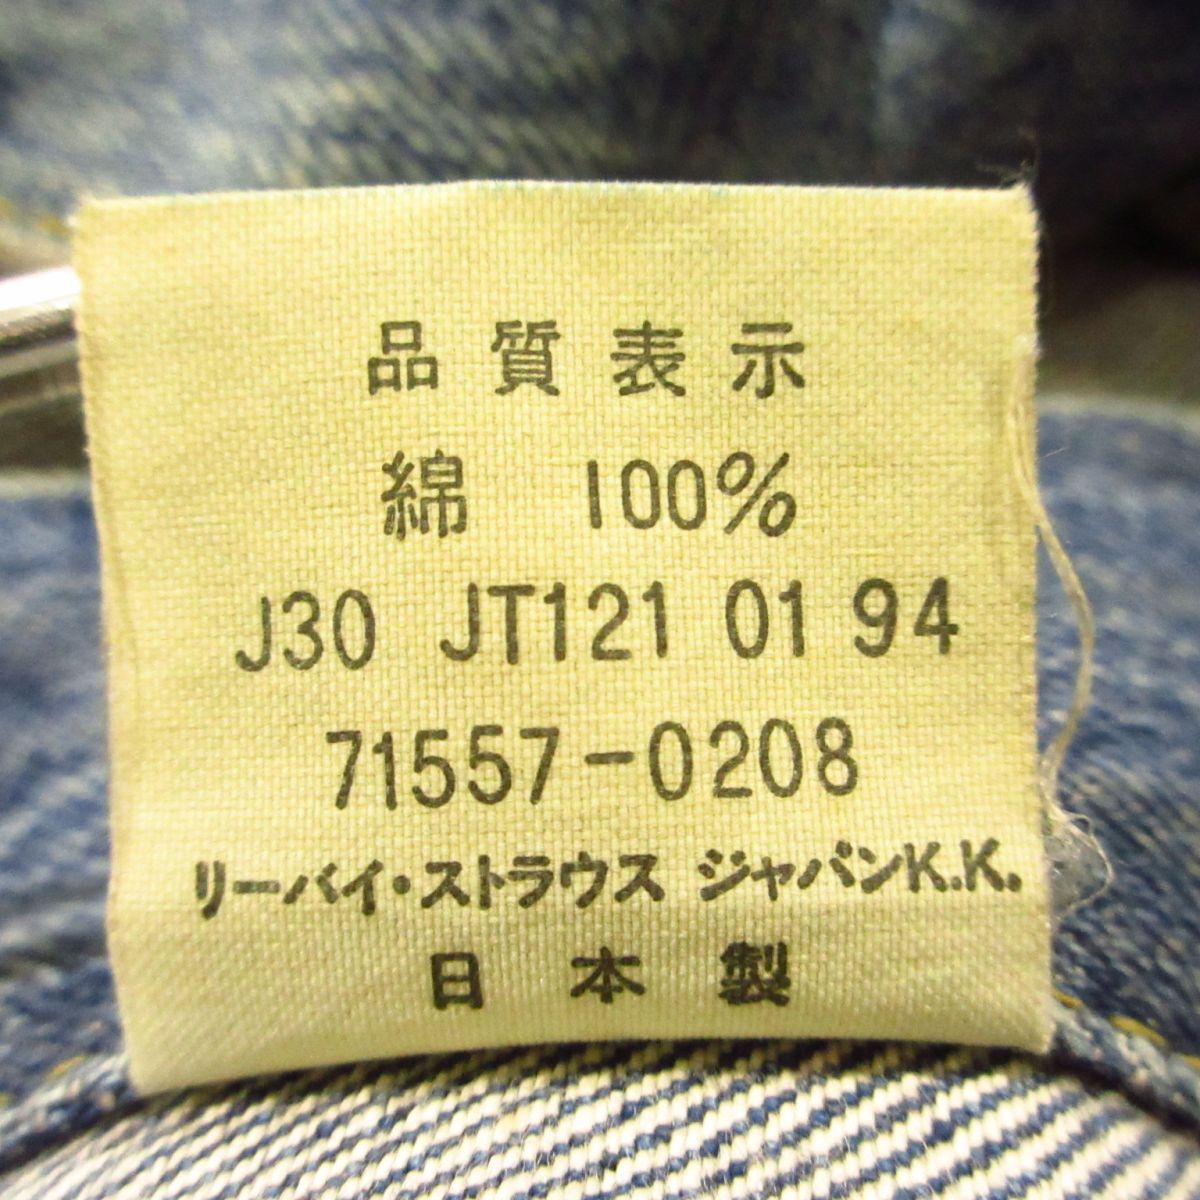 品質表示
綿 100%
J30 JT121 01 94
71557-0208
リーバイ・ストラウス ジャパンK.K.
日本製